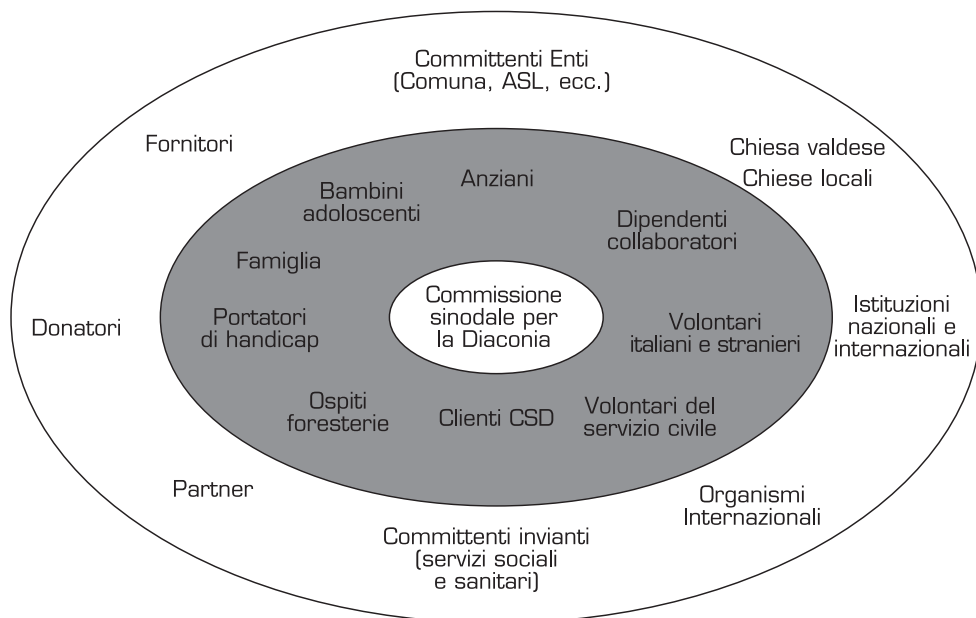 Committenti Enti
(Comuna, ASL, ecc.)
Fornitori
Chiesa valdese
Chiese locali
Anziani
Bambini
adoloscenti
Dipendenti
collaboratori
Famiglia
Commissione
sinodale per
la Diaconia
Donatori
Portatori
di handicap
Volontari
italiani e stranieri
Istituzioni
nazionali e
internazionali
Ospiti
foresterie
Clienti CSD
Volontari del
servizio civile
Partner
Organismi
Internazionali
Committenti invianti
(servizi sociali
e sanitari)